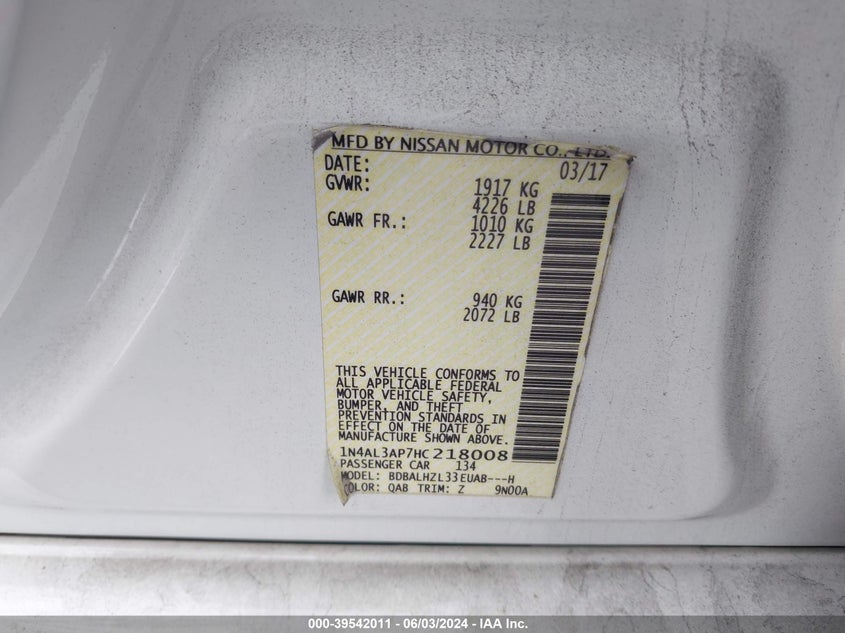 MFD BY NISSAN MOTOR CO., LTD.
DATE: 03/17
GVWR: 1917 KG
4226 LB
GAWR FR.: 1010 KG
2227 LB
GAWR RR.: 940 KG
2072 LB
THIS VEHICLE CONFORMS TO
ALL APPLICABLE FEDERAL
MOTOR VEHICLE SAFETY,
BUMPER, AND THEFT
PREVENTION STANDARDS IN
EFFECT ON THE DATE OF
MANUFACTURE SHOWN ABOVE.
1N4AL3AP7HC218008
PASSENGER CAR 134
MODEL: BDBALHZL33EUAB---H
COLOR: QAB TRIM: Z 9N00A
000-39542011 - 06/03/2024 - IAA Inc.